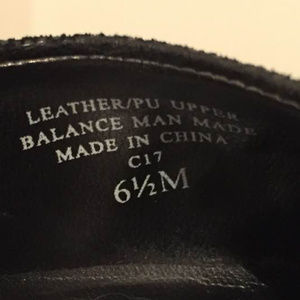 LEATHER/PU UPPER
BALANCE MAN MADE
MADE IN CHINA
C17
6½M